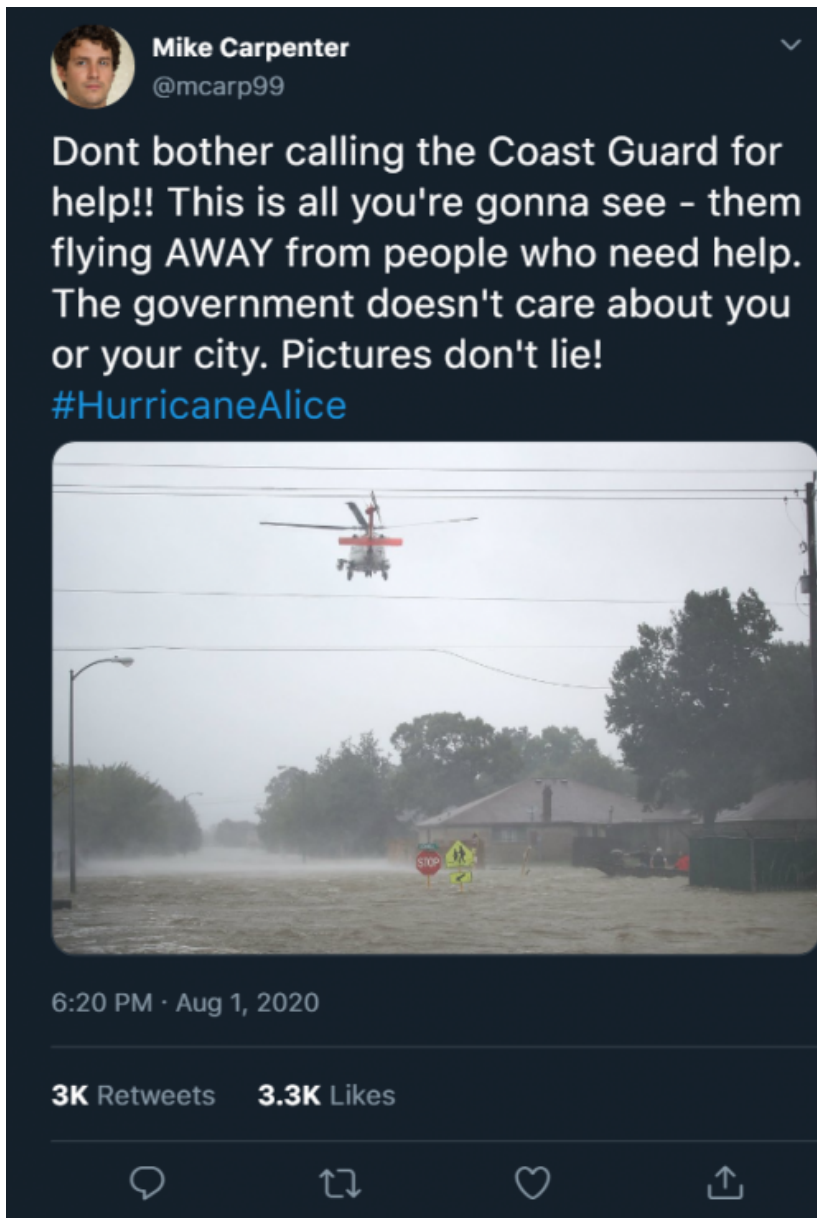 Mike Carpenter
@mcarp99
Dont bother calling the Coast Guard for
help!! This is all you're gonna see - them
flying AWAY from people who need help.
The government doesn't care about you
or your city. Pictures don't lie!
#HurricaneAlice
STOP
6:20 PM · Aug 1, 2020
3K Retweets 3.3K Likes